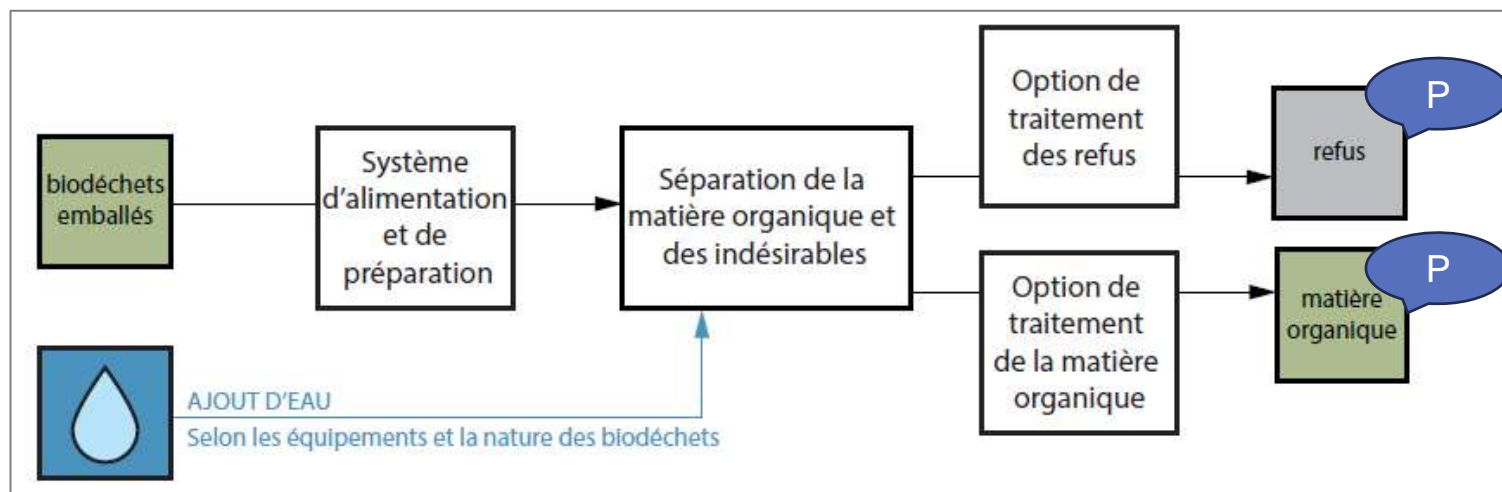 biodéchets
emballés
Système
d’alimentation
et de
préparation
Séparation de la
matière organique et
des indésirables
Option de
traitement
des refus
refus
P
Option de
traitement
de la matière
organique
matière
organique
P
AJOUT D’EAU
Selon les équipements et la nature des biodéchets